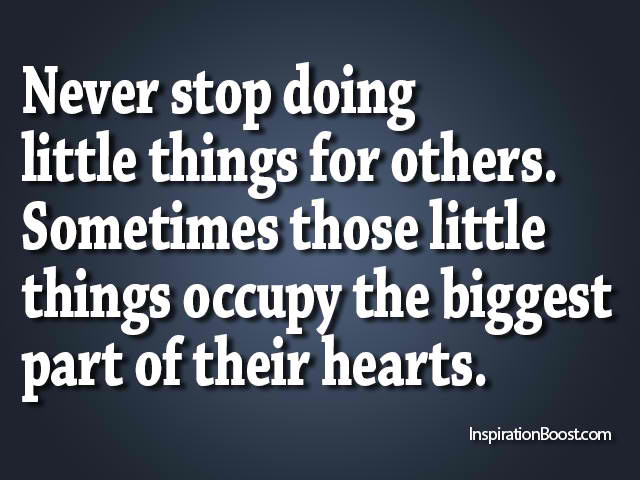 Never stop doing
little things for others.
Sometimes those little
things occupy the biggest
part of their hearts.
InspirationBoost.com